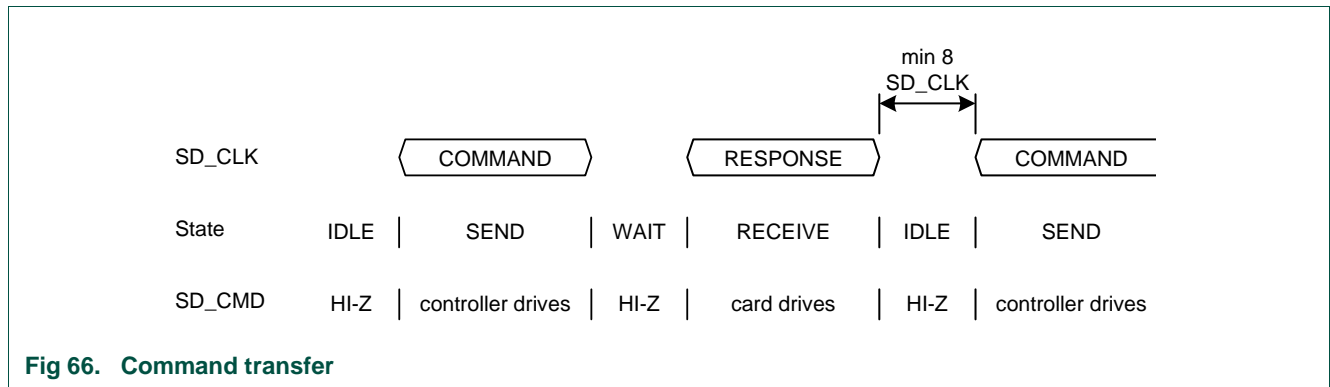 min 8
SD_CLK
SD_CLK COMMAND RESPONSE COMMAND
State IDLE SEND WAIT RECEIVE IDLE SEND
SD_CMD HI-Z controller drives HI-Z card drives HI-Z controller drives
Fig 66. Command transfer